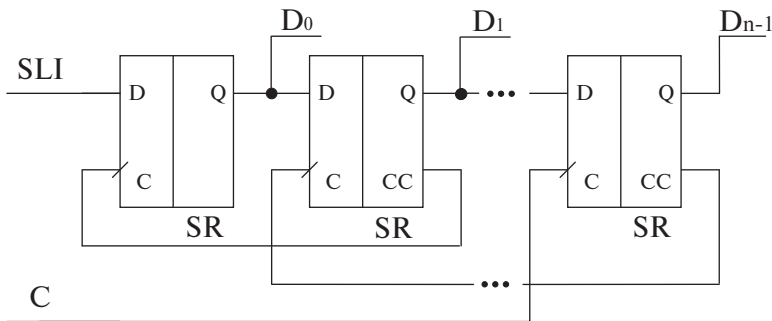 D0 D1 Dn-1
SLI
D Q D Q ... D Q
C C CC C CC
SR SR SR
...
C